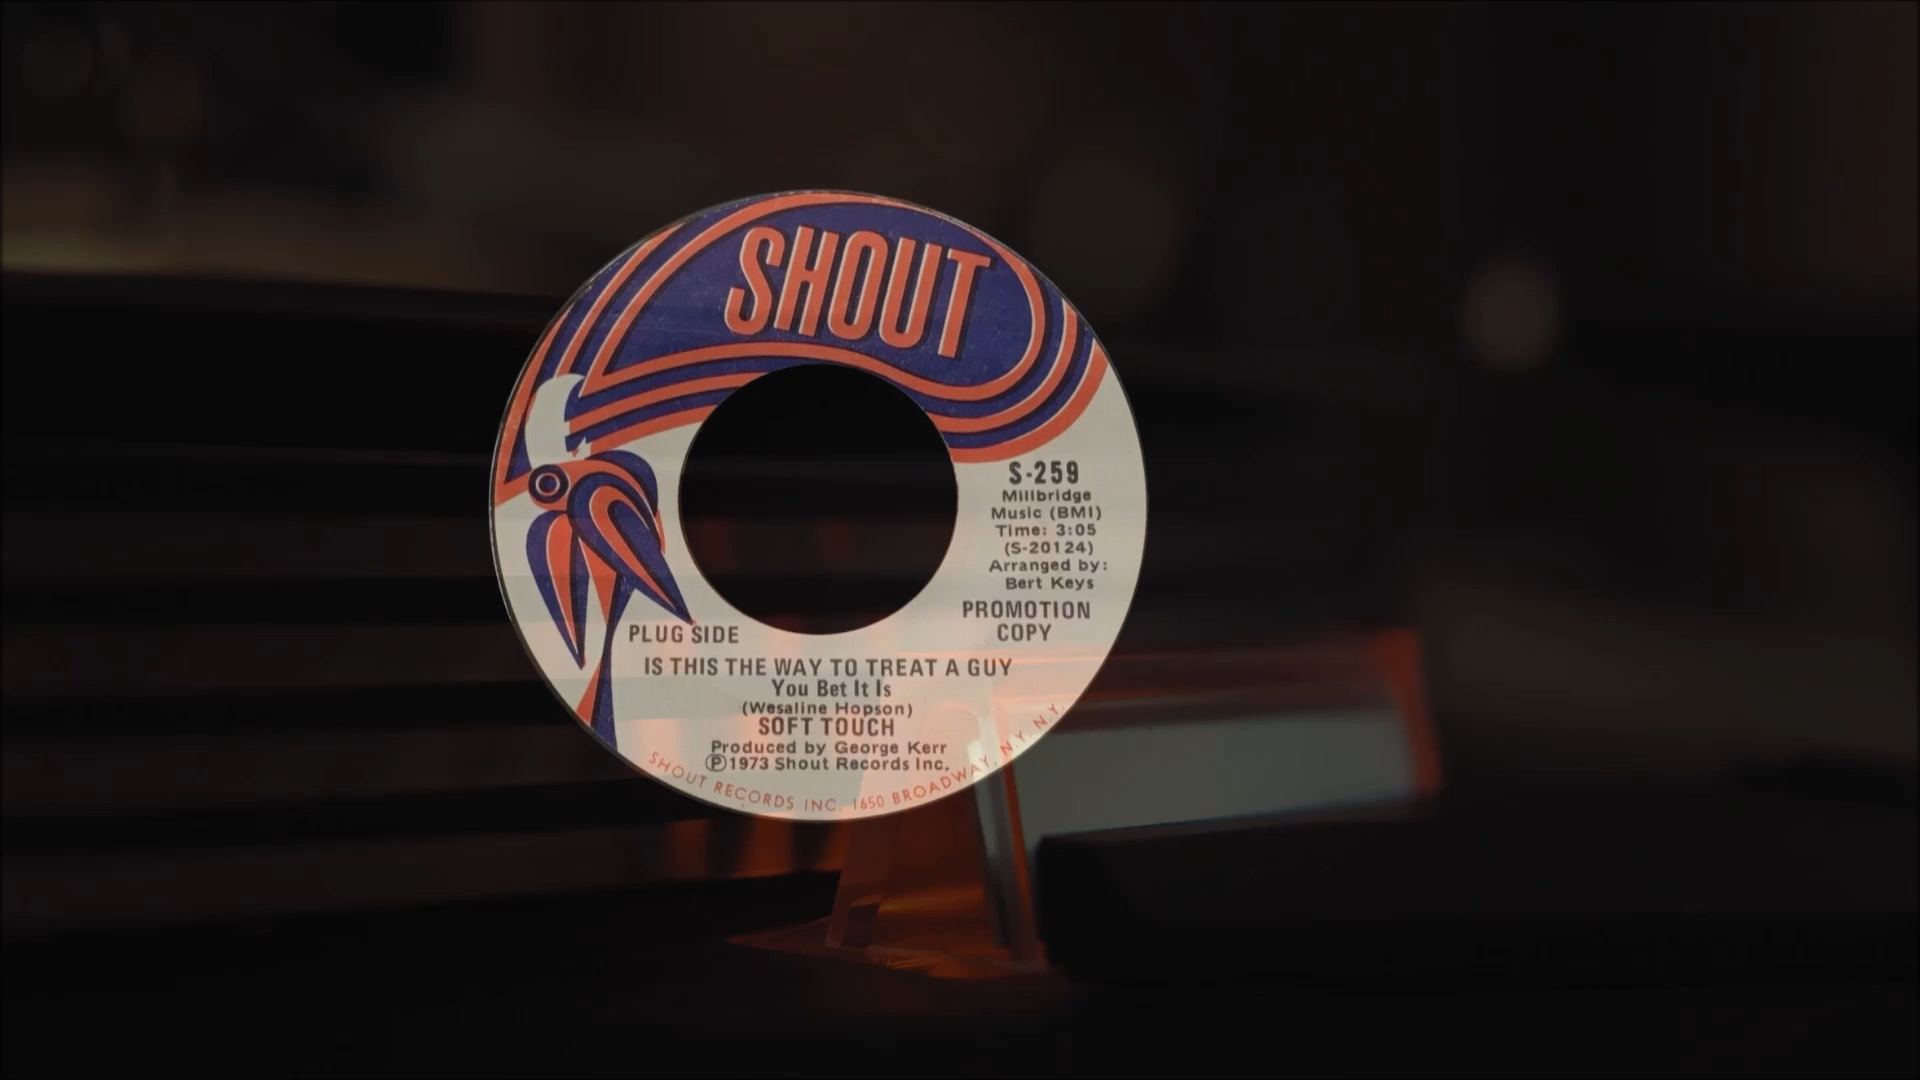 SHOUT
S-259
Millbridge
Music (BMI)
Time: 3:05
(S-20124)
Arranged by:
Bert Keys
PROMOTION
COPY
PLUG SIDE
IS THIS THE WAY TO TREAT A GUY
You Bet It Is
(Wesaline Hopson)
SOFT TOUCH
Produced by George Kerr
Ⓟ1973 Shout Records Inc.
SHOUT RECORDS INC. 1650 BROADWAY, N.Y. N.Y.